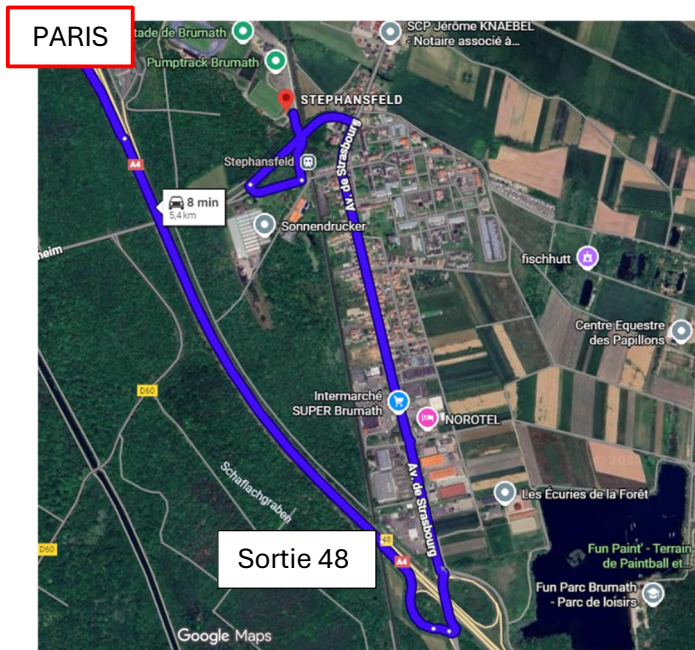 PARIS
tade de Brumath
SCP Jérôme KNAEBEL
- Notaire associé à...
Pumptrack Brumath
STEPHANSFELD
A4
Stephansfeld
Av. de Strasbourg
8 min
5,4 km
Sonnendrucker
heim
fischhutt
Centre Equestre
des Papillons
D60
Intermarché
SUPER Brumath
NOROTEL
Schaflachgraben
Av. de Strasbourg
Les Écuries de la Forêt
48
D60
Sortie 48
A4
Fun Paint' - Terrain
de Paintball et...
Fun Parc Brumath
- Parc de loisirs
Google Maps